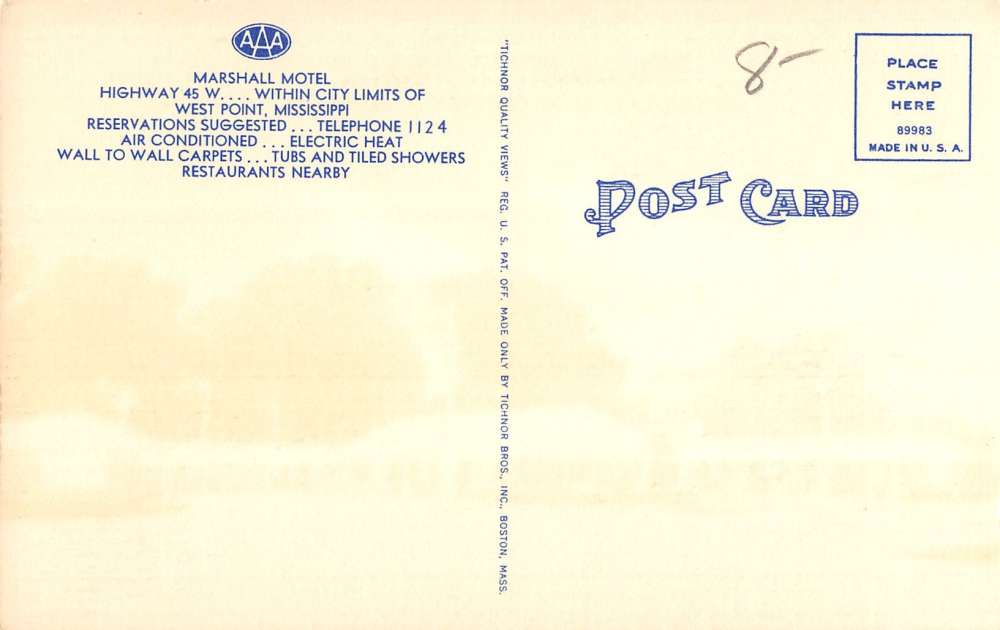 AAA
MARSHALL MOTEL
HIGHWAY 45 W. . . . WITHIN CITY LIMITS OF
WEST POINT, MISSISSIPPI
RESERVATIONS SUGGESTED . . . TELEPHONE 1124
AIR CONDITIONED . . . ELECTRIC HEAT
WALL TO WALL CARPETS . . . TUBS AND TILED SHOWERS
RESTAURANTS NEARBY
"TICHNOR QUALITY VIEWS" REG. U. S. PAT. OFF. MADE ONLY BY TICHNOR BROS., INC., BOSTON, MASS.
8-
PLACE
STAMP
HERE
89983
MADE IN U. S. A.
POST CARD